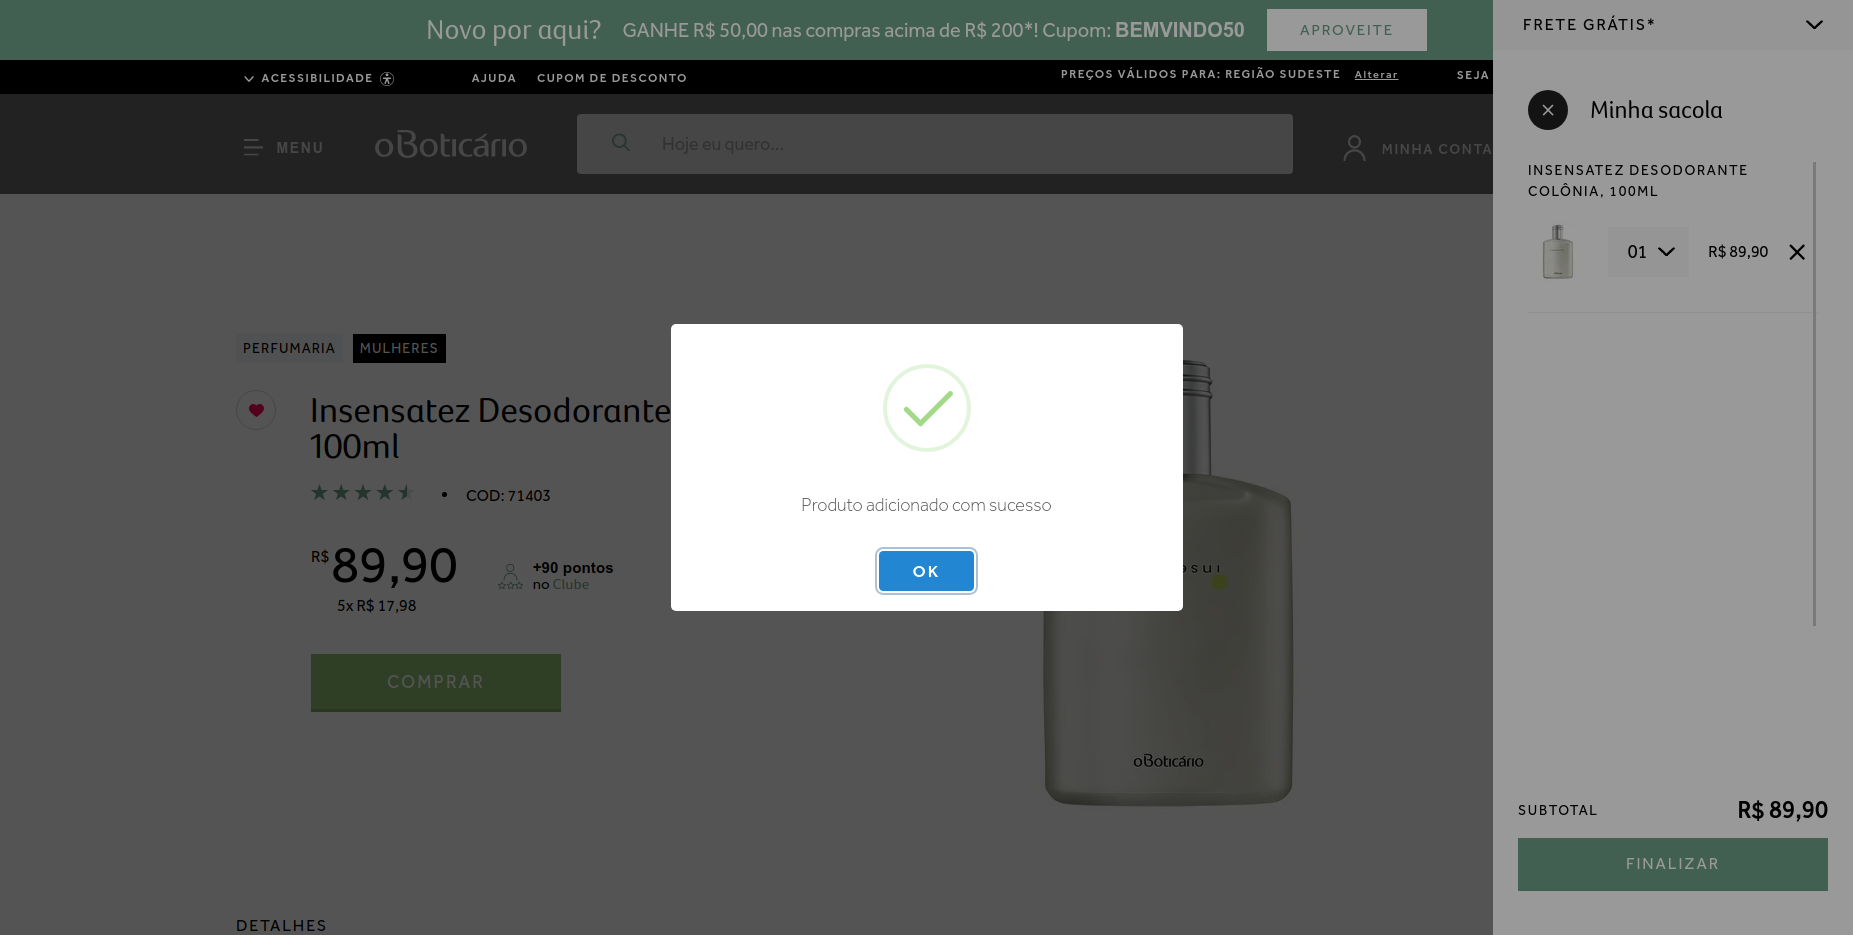 Novo por aqui? GANHE R$ 50,00 nas compras acima de R$ 200*! Cupom: BEMVINDO50 APROVEITE
ACESSIBILIDADE AJUDA CUPOM DE DESCONTO PREÇOS VÁLIDOS PARA: REGIÃO SUDESTE Alterar SEJA
MENU oBoticário Hoje eu quero... MINHA CONTA
PERFUMARIA MULHERES
Insensatez Desodorante
100ml
COD: 71403
R$ 89,90
5x R$ 17,98
+90 pontos
no Clube
COMPRAR
oBoticário
DETALHES
Produto adicionado com sucesso
OK
FRETE GRÁTIS*
Minha sacola
INSENSATEZ DESODORANTE
COLÔNIA, 100ML
01 R$ 89,90
SUBTOTAL R$ 89,90
FINALIZAR